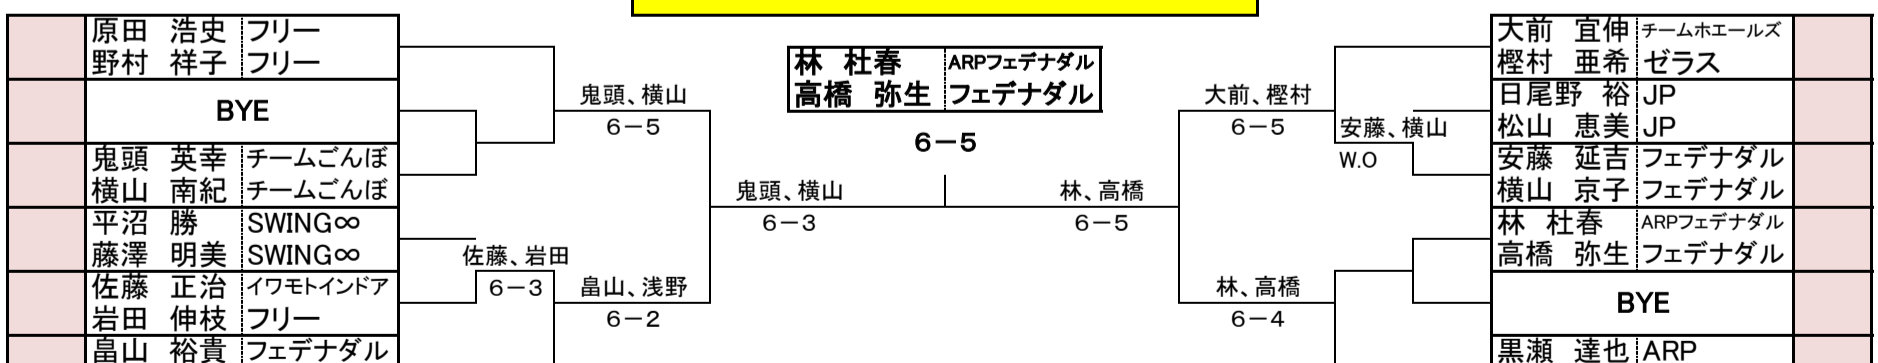 原田　浩史 フリー
野村　祥子 フリー
BYE
鬼頭　英幸 チームごんぼ
横山　南紀 チームごんぼ
平沼　勝 SWING∞
藤澤　明美 SWING∞
佐藤　正治 イワモトインドア
岩田　伸枝 フリー
畠山　裕貴 フェデナダル
佐藤、岩田
6－3
鬼頭、横山
6－5
畠山、浅野
6－2
鬼頭、横山
6－3
林　杜春 ARPフェデナダル
高橋　弥生 フェデナダル
6－5
林、高橋
6－5
大前、樫村
6－5
林、高橋
6－4
安藤、横山
W.O
大前　宜伸 チームホエールズ
樫村　亜希 ゼラス
日尾野　裕 JP
松山　恵美 JP
安藤　延吉 フェデナダル
横山　京子 フェデナダル
林　杜春 ARPフェデナダル
高橋　弥生 フェデナダル
BYE
黒瀬　達也 ARP